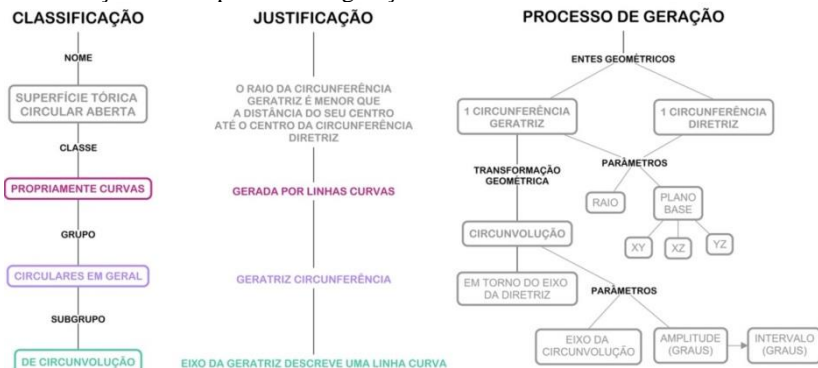 CLASSIFICAÇÃO
NOME
SUPERFÍCIE TÓRICA
CIRCULAR ABERTA
CLASSE
PROPRIAMENTE CURVAS
GRUPO
CIRCULARES EM GERAL
SUBGRUPO
DE CIRCUNVOLUÇÃO
JUSTIFICAÇÃO
O RAIO DA CIRCUNFERÊNCIA
GERATRIZ É MENOR QUE
A DISTÂNCIA DO SEU CENTRO
ATÉ O CENTRO DA CIRCUNFERÊNCIA
DIRETRIZ
GERADA POR LINHAS CURVAS
GERATRIZ CIRCUNFERÊNCIA
EIXO DA GERATRIZ DESCREVE UMA LINHA CURVA
PROCESSO DE GERAÇÃO
ENTES GEOMÉTRICOS
1 CIRCUNFERÊNCIA
GERATRIZ
1 CIRCUNFERÊNCIA
DIRETRIZ
TRANSFORMAÇÃO
GEOMÉTRICA
PARÂMETROS
RAIO
PLANO
BASE
XY
XZ
YZ
CIRCUNVOLUÇÃO
EM TORNO DO EIXO
DA DIRETRIZ
PARÂMETROS
EIXO DA
CIRCUNVOLUÇÃO
AMPLITUDE
(GRAUS)
INTERVALO
(GRAUS)